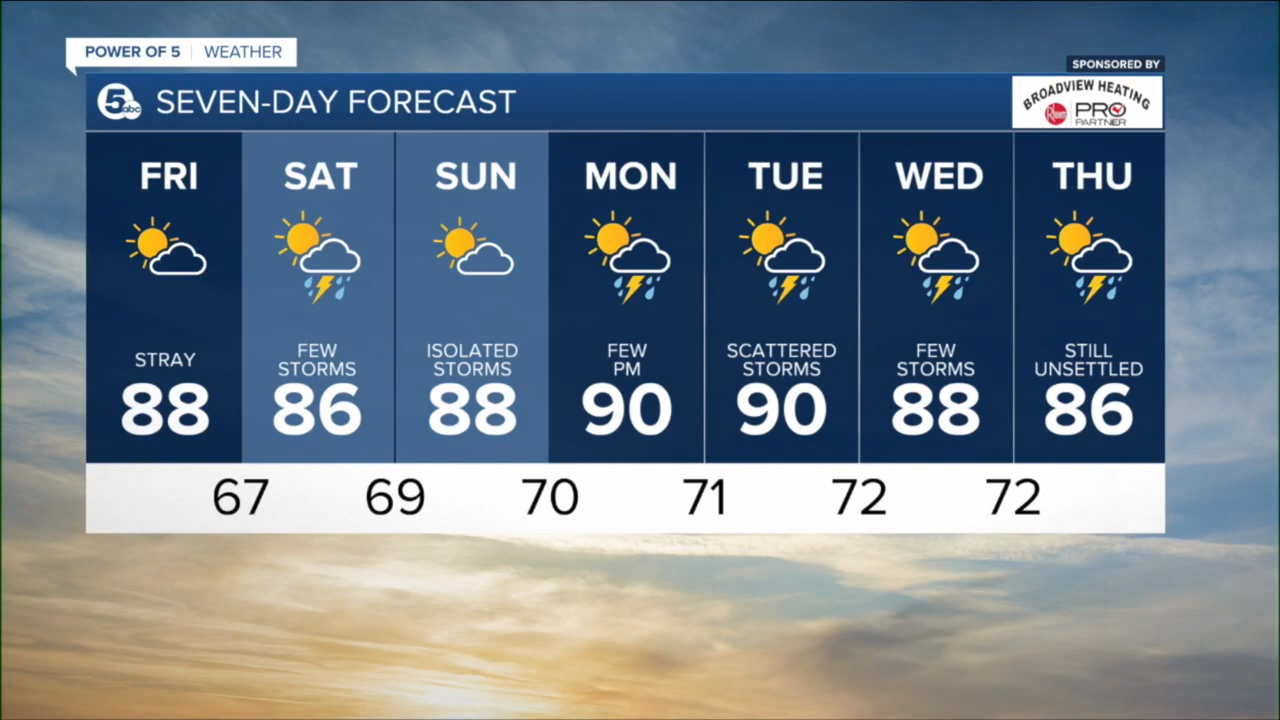 POWER OF 5 | WEATHER
SPONSORED BY
5 abc SEVEN-DAY FORECAST
BROADVIEW HEATING
Rheem PRO
PARTNER
FRI SAT SUN MON TUE WED THU
STRAY
FEW
STORMS
ISOLATED
STORMS
FEW
PM
SCATTERED
STORMS
FEW
STORMS
STILL
UNSETTLED
88 86 88 90 90 88 86
67 69 70 71 72 72